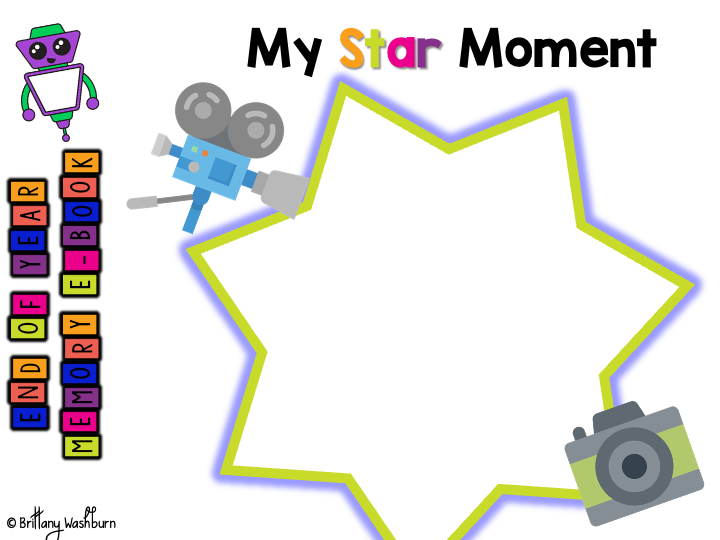 My Star Moment
END OF YEAR
MEMORY E-BOOK
© Brittany Washburn